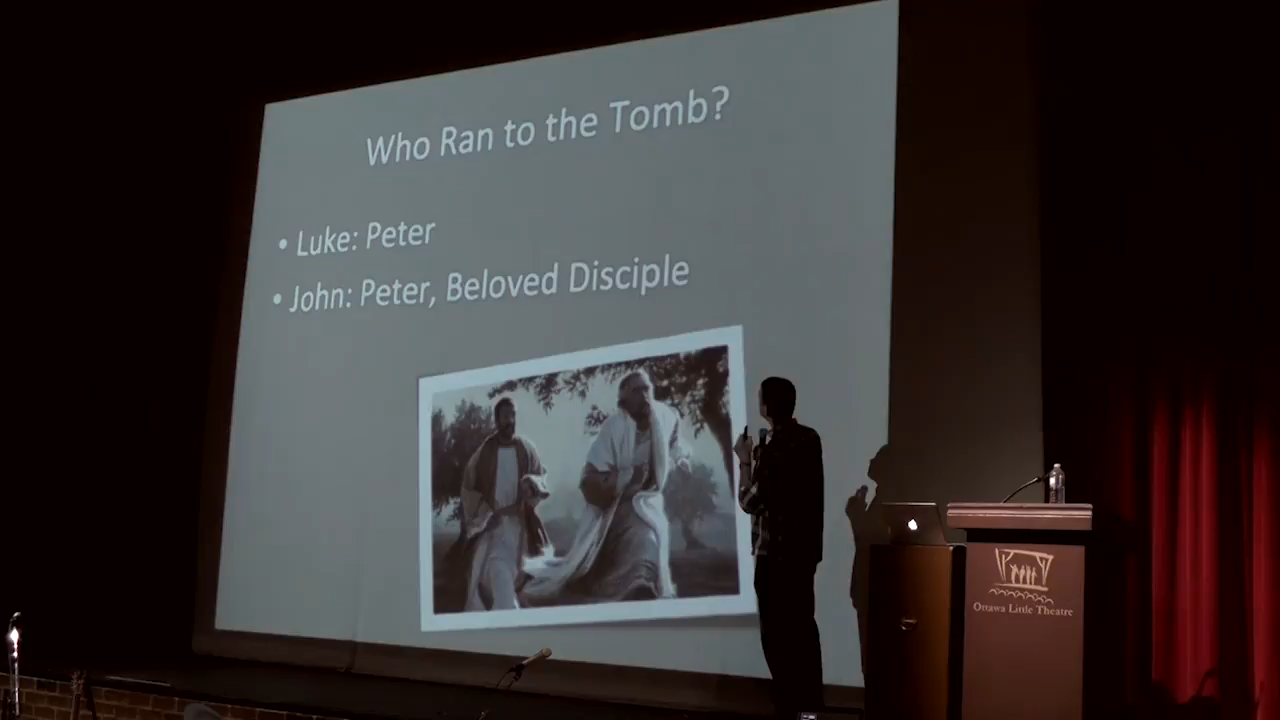 Who Ran to the Tomb?
• Luke: Peter
• John: Peter, Beloved Disciple
Ottawa Little Theatre